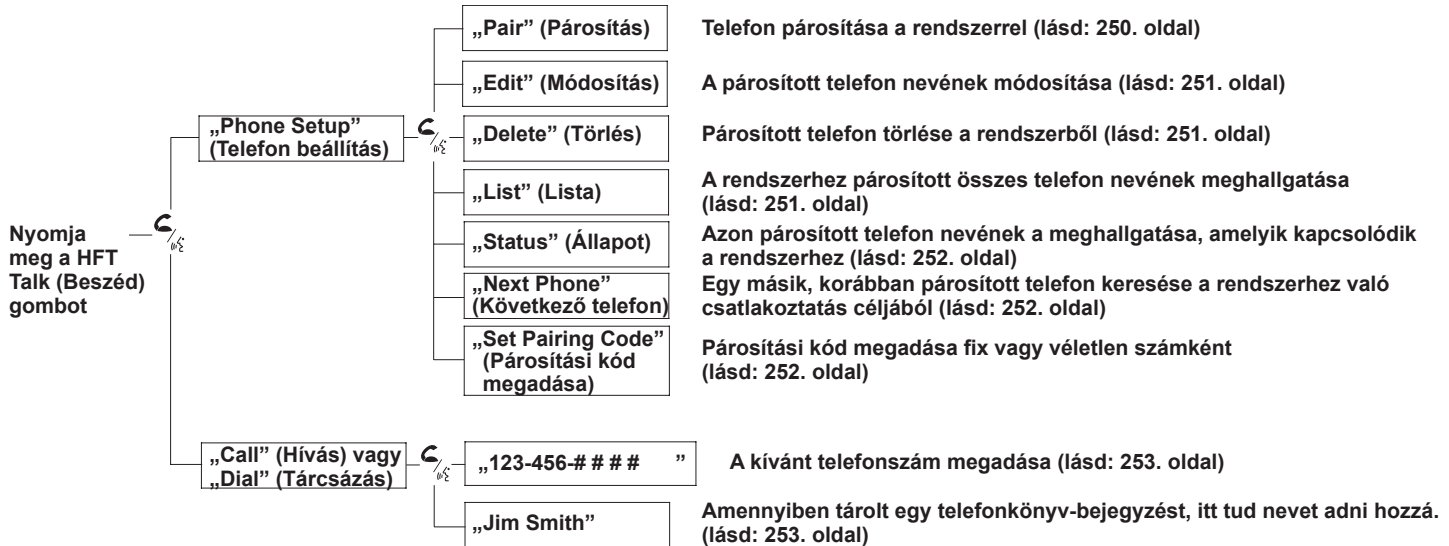 „Pair” (Párosítás)
Telefon párosítása a rendszerrel (lásd: 250. oldal)
„Edit” (Módosítás)
A párosított telefon nevének módosítása (lásd: 251. oldal)
„Phone Setup”
(Telefon beállítás)
„Delete” (Törlés)
Párosított telefon törlése a rendszerből (lásd: 251. oldal)
„List” (Lista)
A rendszerhez párosított összes telefon nevének meghallgatása
(lásd: 251. oldal)
Nyomja
meg a HFT
Talk (Beszéd)
gombot
„Status” (Állapot)
Azon párosított telefon nevének a meghallgatása, amelyik kapcsolódik
a rendszerhez (lásd: 252. oldal)
„Next Phone”
(Következő telefon)
Egy másik, korábban párosított telefon keresése a rendszerhez való
csatlakoztatás céljából (lásd: 252. oldal)
„Set Pairing Code”
(Párosítási kód
megadása)
Párosítási kód megadása fix vagy véletlen számként
(lásd: 252. oldal)
„Call” (Hívás) vagy
„Dial” (Tárcsázás)
„123-456-# # # # ”
A kívánt telefonszám megadása (lásd: 253. oldal)
„Jim Smith”
Amennyiben tárolt egy telefonkönyv-bejegyzést, itt tud nevet adni hozzá.
(lásd: 253. oldal)